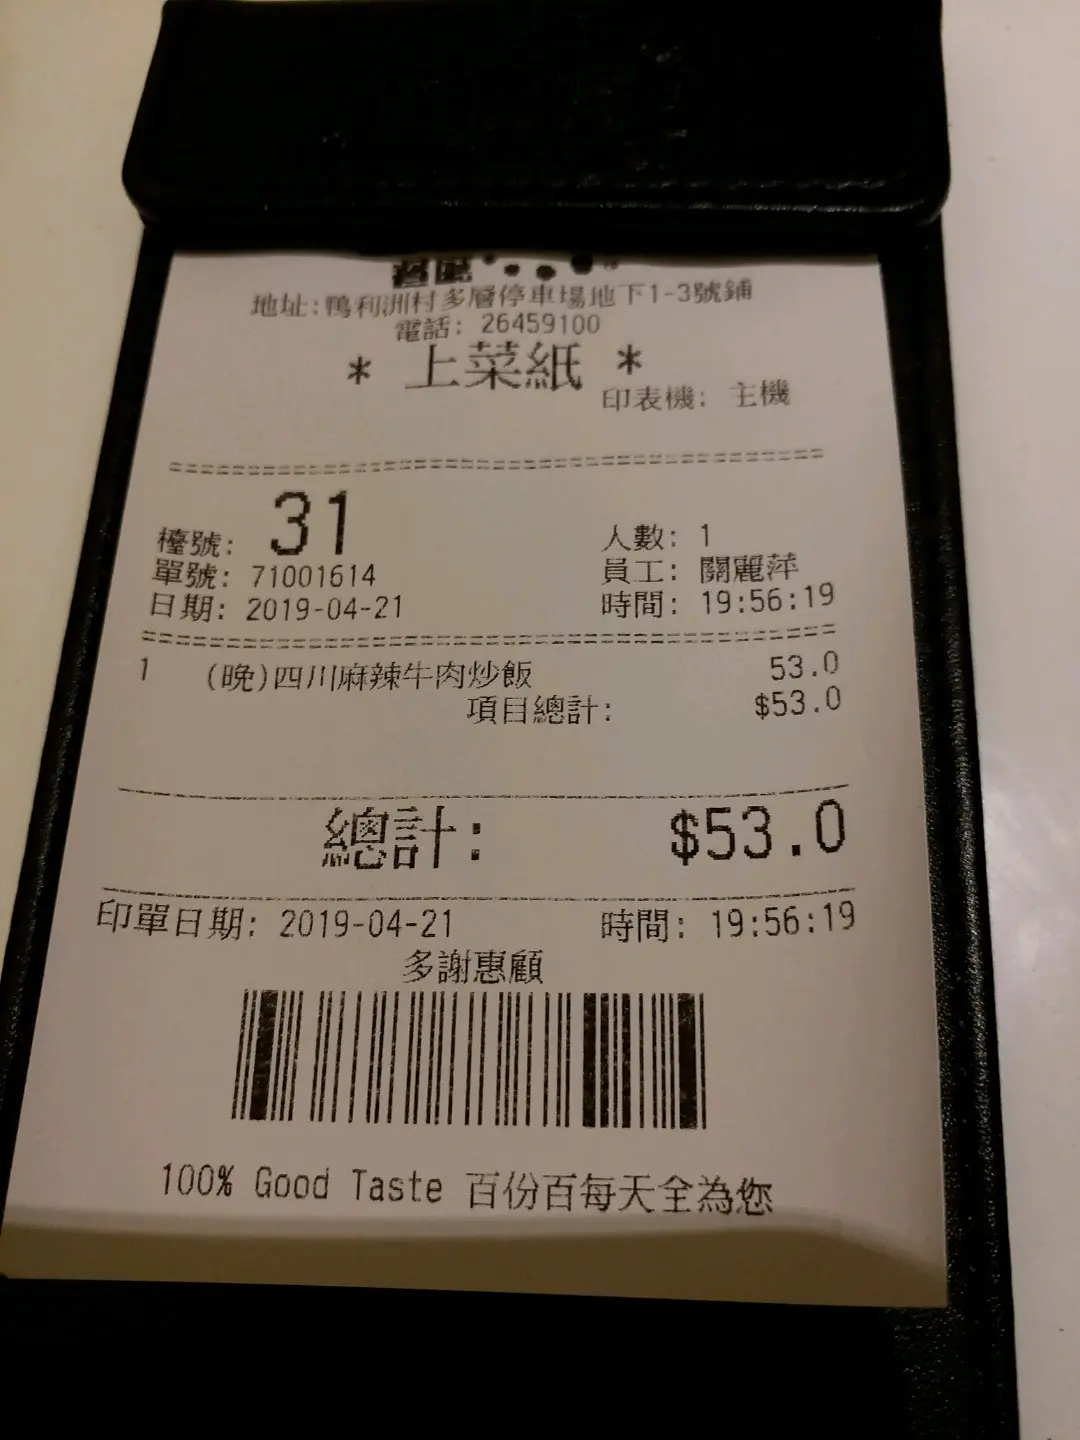 地址:鴨利洲村多層停車場地下1-3號鋪
電話: 26459100
* 上菜紙 *
印表機: 主機
檯號: 31 人數: 1
單號: 71001614 員工: 關麗萍
日期: 2019-04-21 時間: 19:56:19
1 (晚)四川麻辣牛肉炒飯 53.0
項目總計: $53.0
總計: $53.0
印單日期: 2019-04-21 時間: 19:56:19
多謝惠顧
100% Good Taste 百份百每天全為您